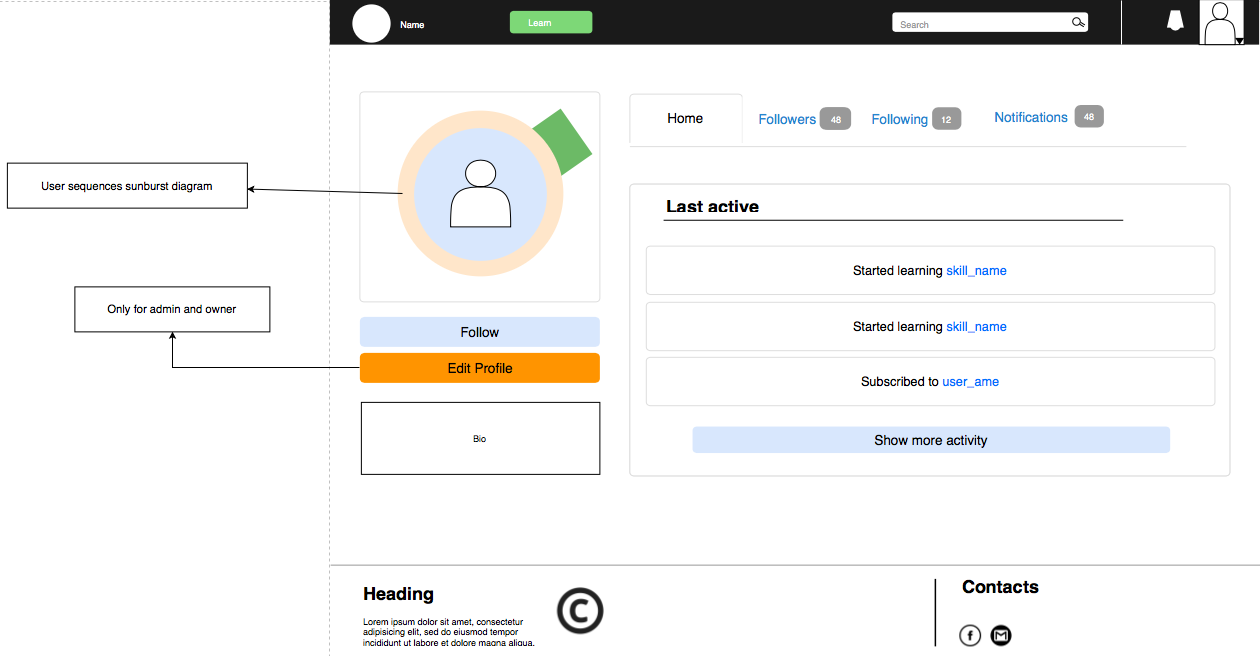 Name
Learn
Search
Home
Followers 48
Following 12
Notifications 48
User sequences sunburst diagram
Last active
Started learning skill_name
Only for admin and owner
Started learning skill_name
Follow
Edit Profile
Subscribed to user_ame
Bio
Show more activity
Heading
Lorem ipsum dolor sit amet, consectetur
adipisicing elit, sed do eiusmod tempor
incididunt ut labore et dolore magna aliqua.
©
Contacts
f
M